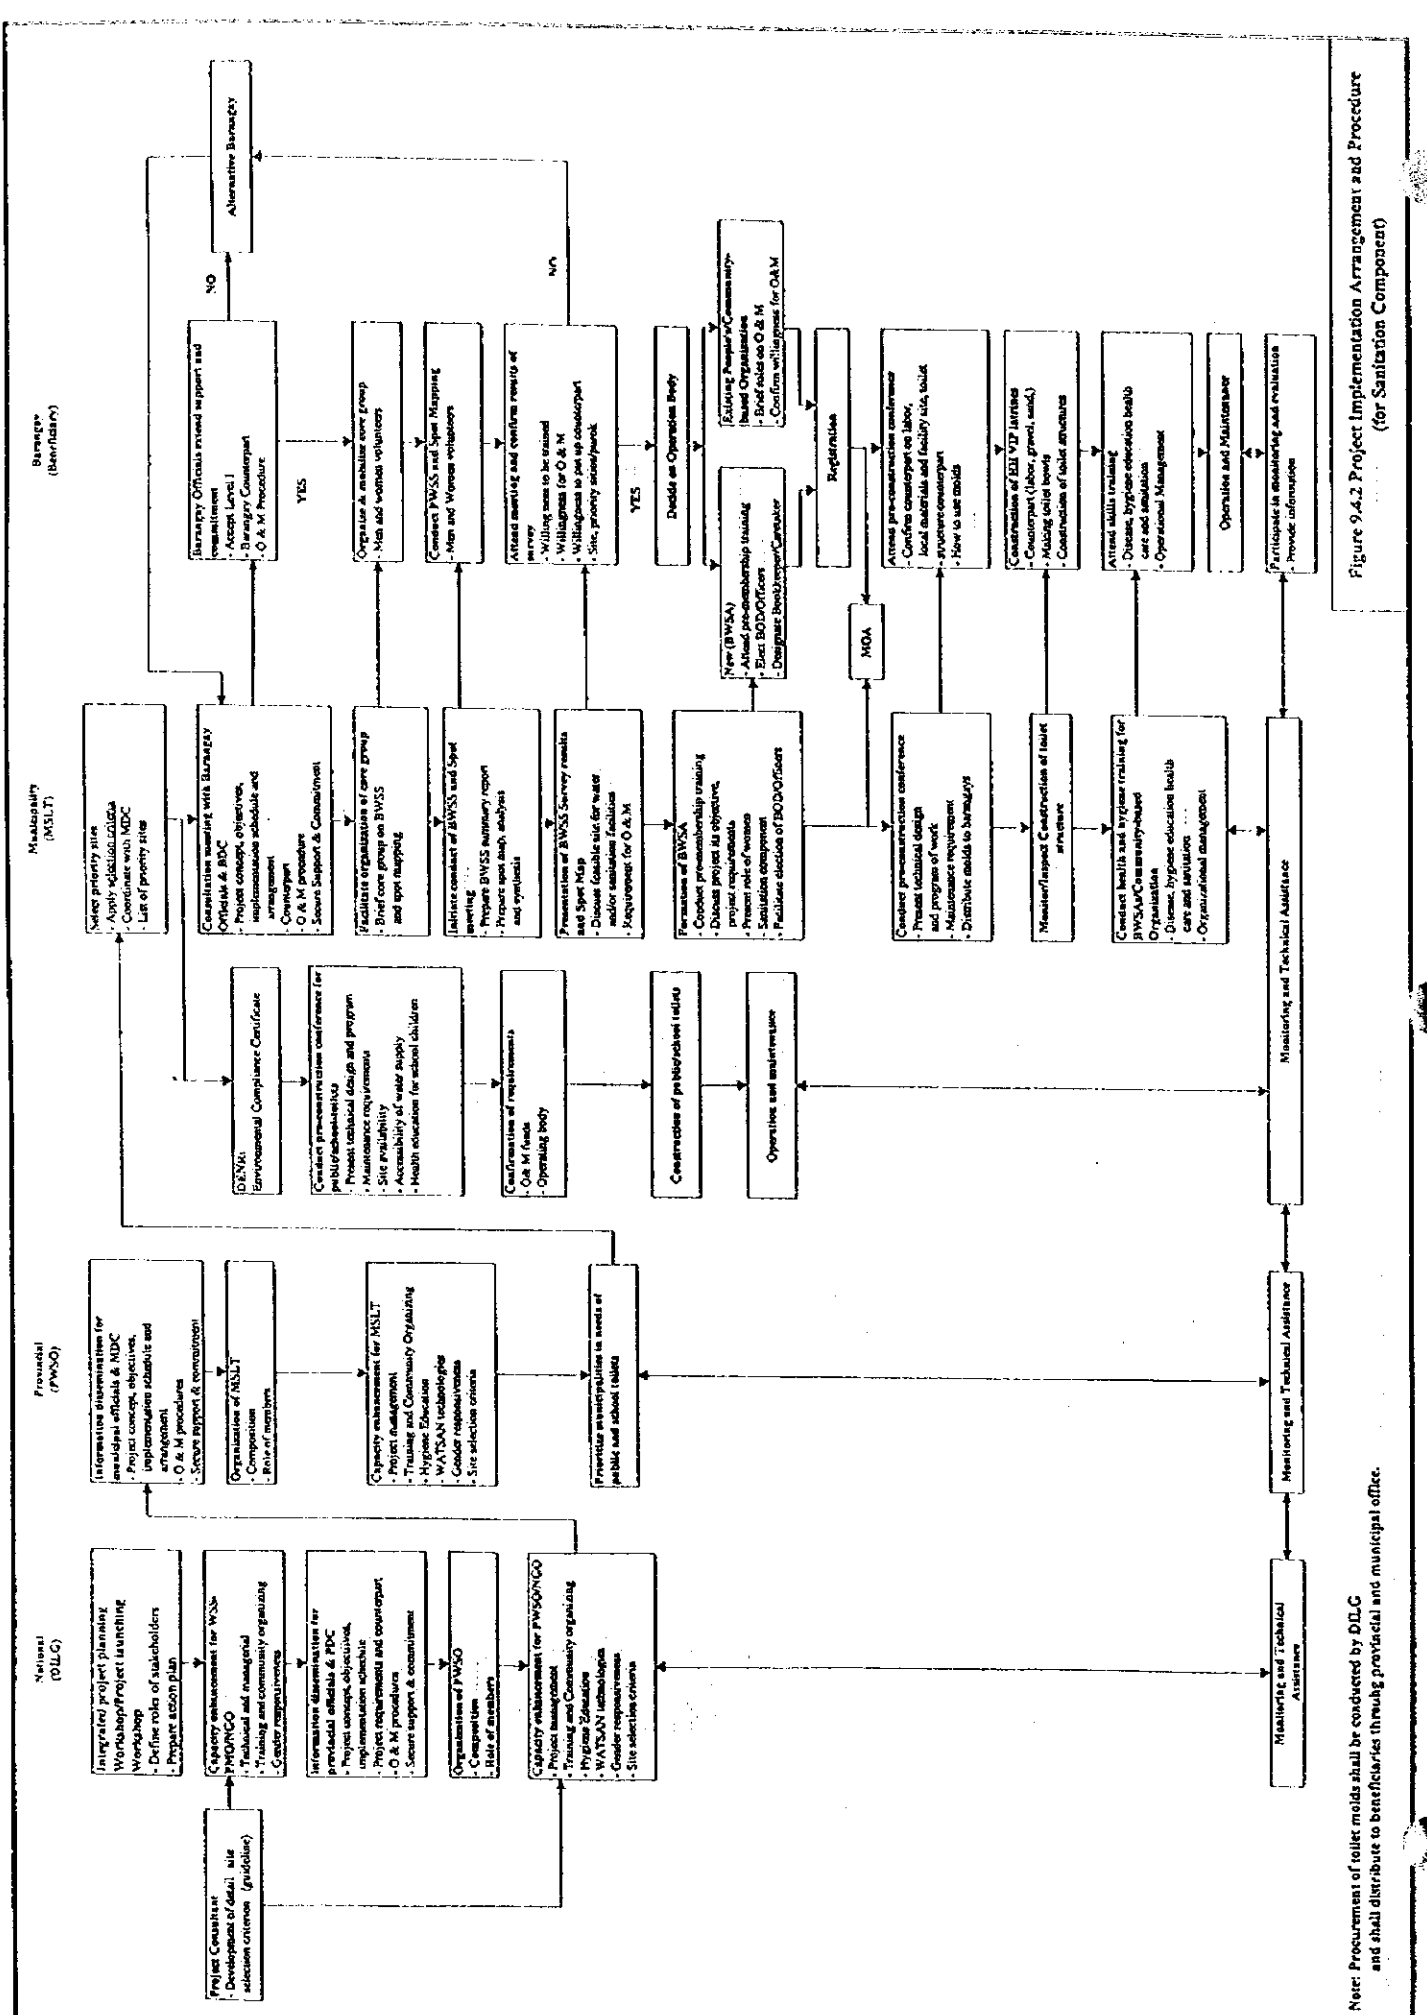 National
(DILG)
Provincial
(PWSO)
Municipality
(MSLT)
Barangay
(Beneficiary)
Project Consultant
- Development of detail site
selection criterion (guideline)
Integrated project planning
Workshop/Project launching
Workshop
- Define roles of stakeholders
- Prepare action plan
Capacity enhancement for WSS-
PMO/NGO
- Technical and managerial
- Training and community organizing
- Gender responsiveness
Information dissemination for
provincial officials & PDC
- Project concept, objectives,
implementation schedule
- Project requirements and counterpart
- O & M procedures
- Secure support & commitment
Organization of PWSO
- Composition
- Role of members
Capacity enhancement for PWSO/NGO
- Project management
- Training and Community organizing
- Hygiene Education
- WATSAN technologies
- Gender responsiveness
- Site selection criteria
Monitoring and Technical
Assistance
Information dissemination for
municipal officials & MDC
- Project concept, objectives,
implementation schedule and
arrangement
- O & M procedures
- Secure support & commitment
Organization of MSLT
- Composition
- Role of members
Capacity enhancement for MSLT
- Project management
- Training and Community Organizing
- Hygiene Education
- WATSAN technologies
- Gender responsiveness
- Site selection criteria
Prioritize municipalities in needs of
public and school toilets
Monitoring and Technical Assistance
DENR:
Environmental Compliance Certificate
Conduct pre-construction conference for
public/school toilets
- Present technical design and program
- Maintenance requirements
- Site availability
- Accessibility of water supply
- Health education for school children
Confirmation of requirements
- O& M funds
- Operating body
Construction of public/school toilets
Operation and maintenance
Select priority sites
- Apply selection criteria
- Coordinate with MDC
- List of priority sites
Consultation meeting with Barangay
Officials & BDC
- Project concept, objectives,
implementation schedule and
arrangement
- Counterpart
- O & M procedure
- Secure Support & Commitment
Facilitate organization of core group
- Brief core group on BWSS
and spot mapping
Initiate conduct of BWSS and Spot
meeting
- Prepare BWSS summary report
- Prepare spot map, analysis
and synthesis
Presentation of BWSS Survey results
and Spot Map
- Discuss feasible site for water
and/or sanitation facilities
- Requirement for O & M
Formation of BWSA
- Conduct pre-membership training
- Discuss project its objective,
project requirements
- Present role of women
- Sanitation component
- Facilitate election of BOD/Officers
Conduct pre-construction conference
- Present technical design
and program of work
- Maintenance requirement
- Distribute molds to barangays
Monitor/Inspect Construction of toilet
structure
Conduct health and hygiene training for
BWSAs/Community-based
Organization
- Disease, hygiene education health
care and sanitation
- Organizational management
Monitoring and Technical Assistance
Barangay Officials extend support and
commitment
- Accept Level I
- Barangay Counterpart
- O & M Procedure
NO
Alternative Barangay
YES
Organize & mobilize core group
- Men and women volunteers
Conduct PWSS and Spot Mapping
- Men and Women volunteers
Attend meeting and confirm results of
survey
- Willingness to be trained
- Willingness for O & M
- Willingness to put up counterpart
- Site, priority sitios/purok
NO
YES
Decide on Operation Body
New (BWSA)
- Attend pre-membership training
- Elect BOD/Officers
- Designate Bookkeeper/Caretaker
Existing People's/Community-
based Organization
- Brief roles on O & M
- Confirm willingness for O&M
Registration
MOA
Attend pre-construction conference
- Confirm counterpart on labor,
local materials and facility site, toilet
structure counterpart
- How to use molds
Construction of HH VIP latrines
- Counterpart (labor, gravel, sand,)
- Making toilet bowls
- Construction of toilet structures
Attend skills training
- Disease, hygiene education health
care and sanitation
- Operational Management
Operation and Maintenance
Participate in monitoring and evaluation
- Provide information
Note: Procurement of toilet molds shall be conducted by DILG
and shall distribute to beneficiaries throuhg provincial and municipal office.
Figure 9.4.2 Project Implementation Arrangement and Procedure
(for Sanitation Component)